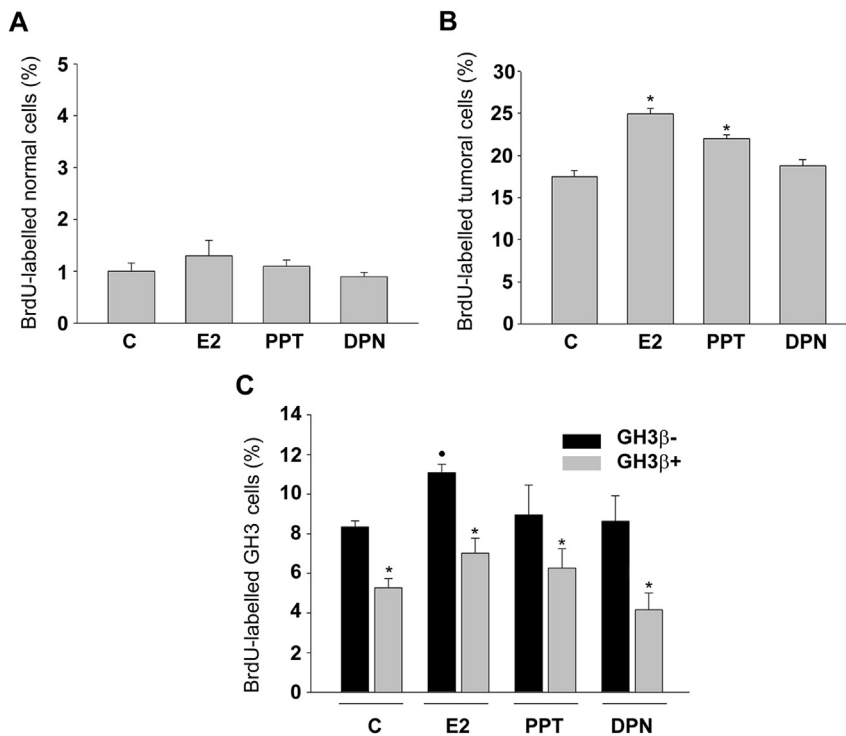 A
BrdU-labelled normal cells (%)
5
4
3
2
1
0
C E2 PPT DPN
B
BrdU-labelled tumoral cells (%)
30
25
20
15
10
5
0
* *
C E2 PPT DPN
C
BrdU-labelled GH3 cells (%)
14
12
10
8
6
4
2
0
GH3β-
GH3β+
* • * * *
C E2 PPT DPN